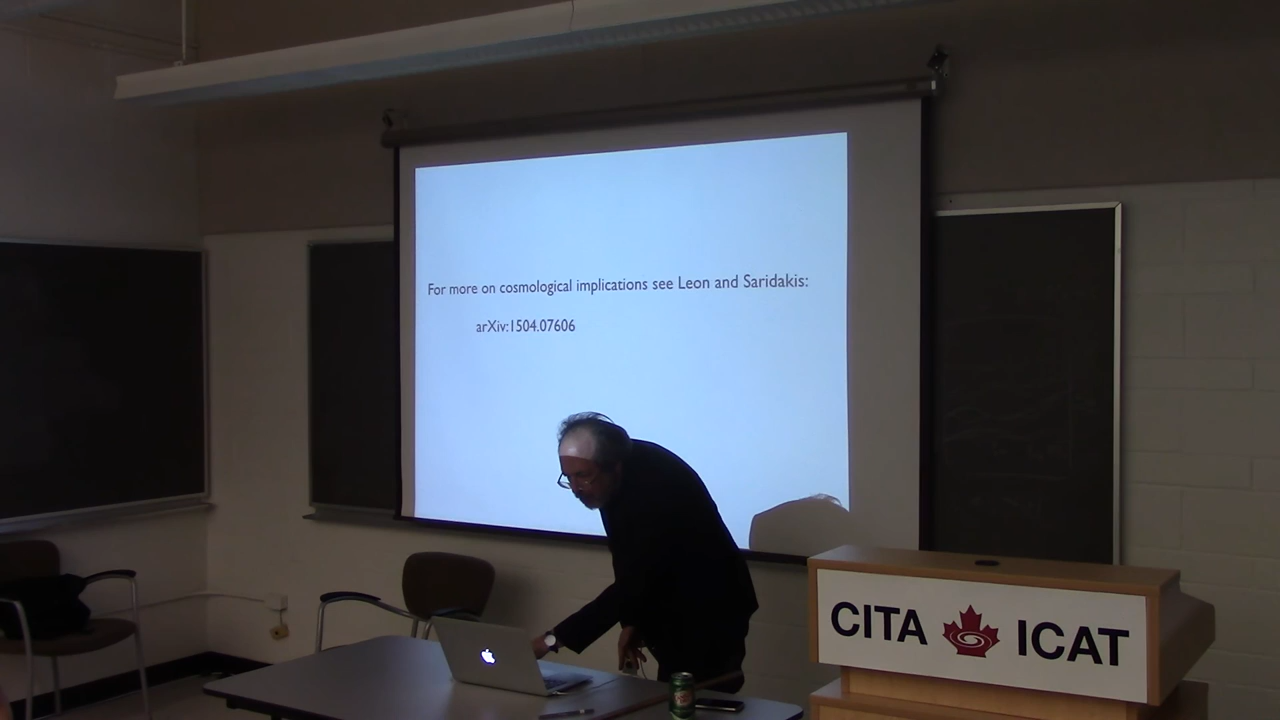 For more on cosmological implications see Leon and Saridakis:
arXiv:1504.07606
CITA ICAT